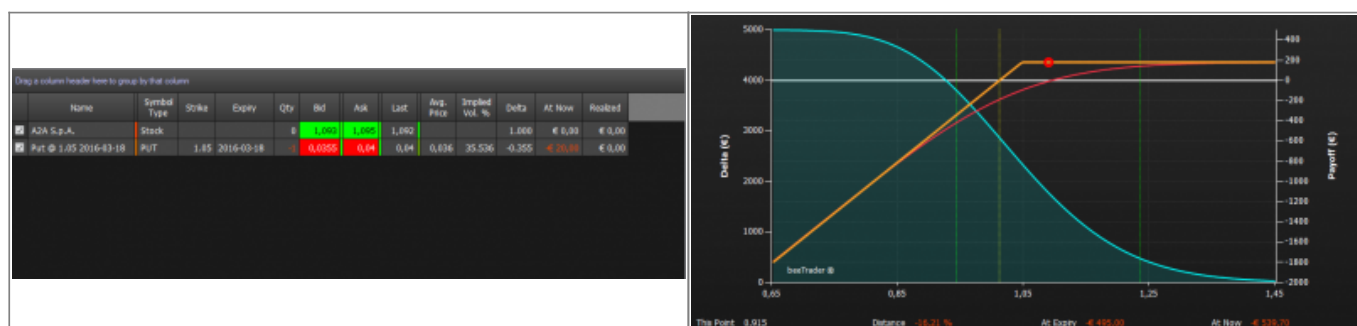 Drag a column header here to group by that column
Name Symbol Type Strike Expiry Qty Bid Ask Last Avg. Price Implied Vol. % Delta At Now Realized
A2A S.p.A. Stock 0 1,093 1,095 1,092 1.000 € 0,00 € 0,00
Put @ 1.05 2016-03-18 PUT 1.05 2016-03-18 -1 0,0355 0,04 0,04 0,036 35.536 -0.355 -€ 20,00 € 0,00
5000
4000
3000
2000
1000
0
Delta (€)
400
200
0
-200
-400
-600
-800
-1000
-1200
-1400
-1600
-1800
-2000
Payoff (€)
beeTrader ®
0,65 0,85 1,05 1,25 1,45
This Point 0.915 Distance -16,21 % At Expiry -€ 495,00 At Now -€ 529,70